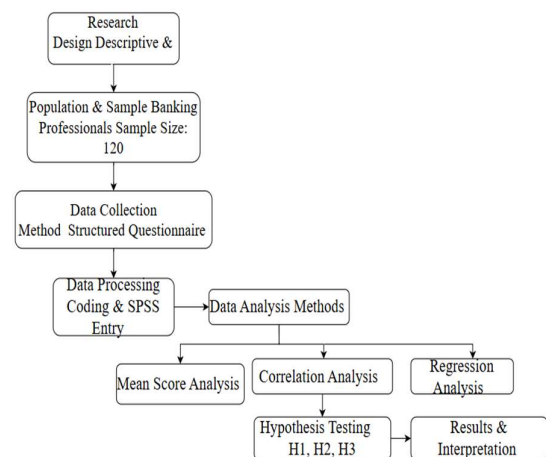 Research
Design Descriptive &
Population & Sample Banking
Professionals Sample Size:
120
Data Collection
Method Structured Questionnaire
Data Processing
Coding & SPSS
Entry
Data Analysis Methods
Mean Score Analysis
Correlation Analysis
Regression
Analysis
Hypothesis Testing
H1, H2, H3
Results &
Interpretation